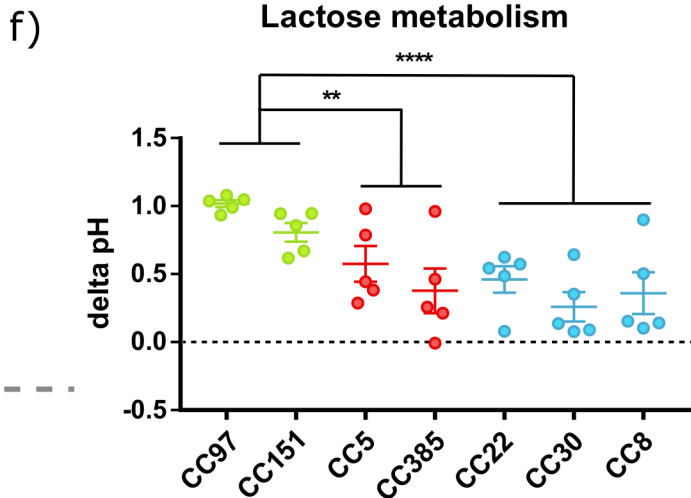 f)
Lactose metabolism
****
**
1.5
1.0
0.5
0.0
-0.5
delta pH
CC97
CC151
CC5
CC385
CC22
CC30
CC8